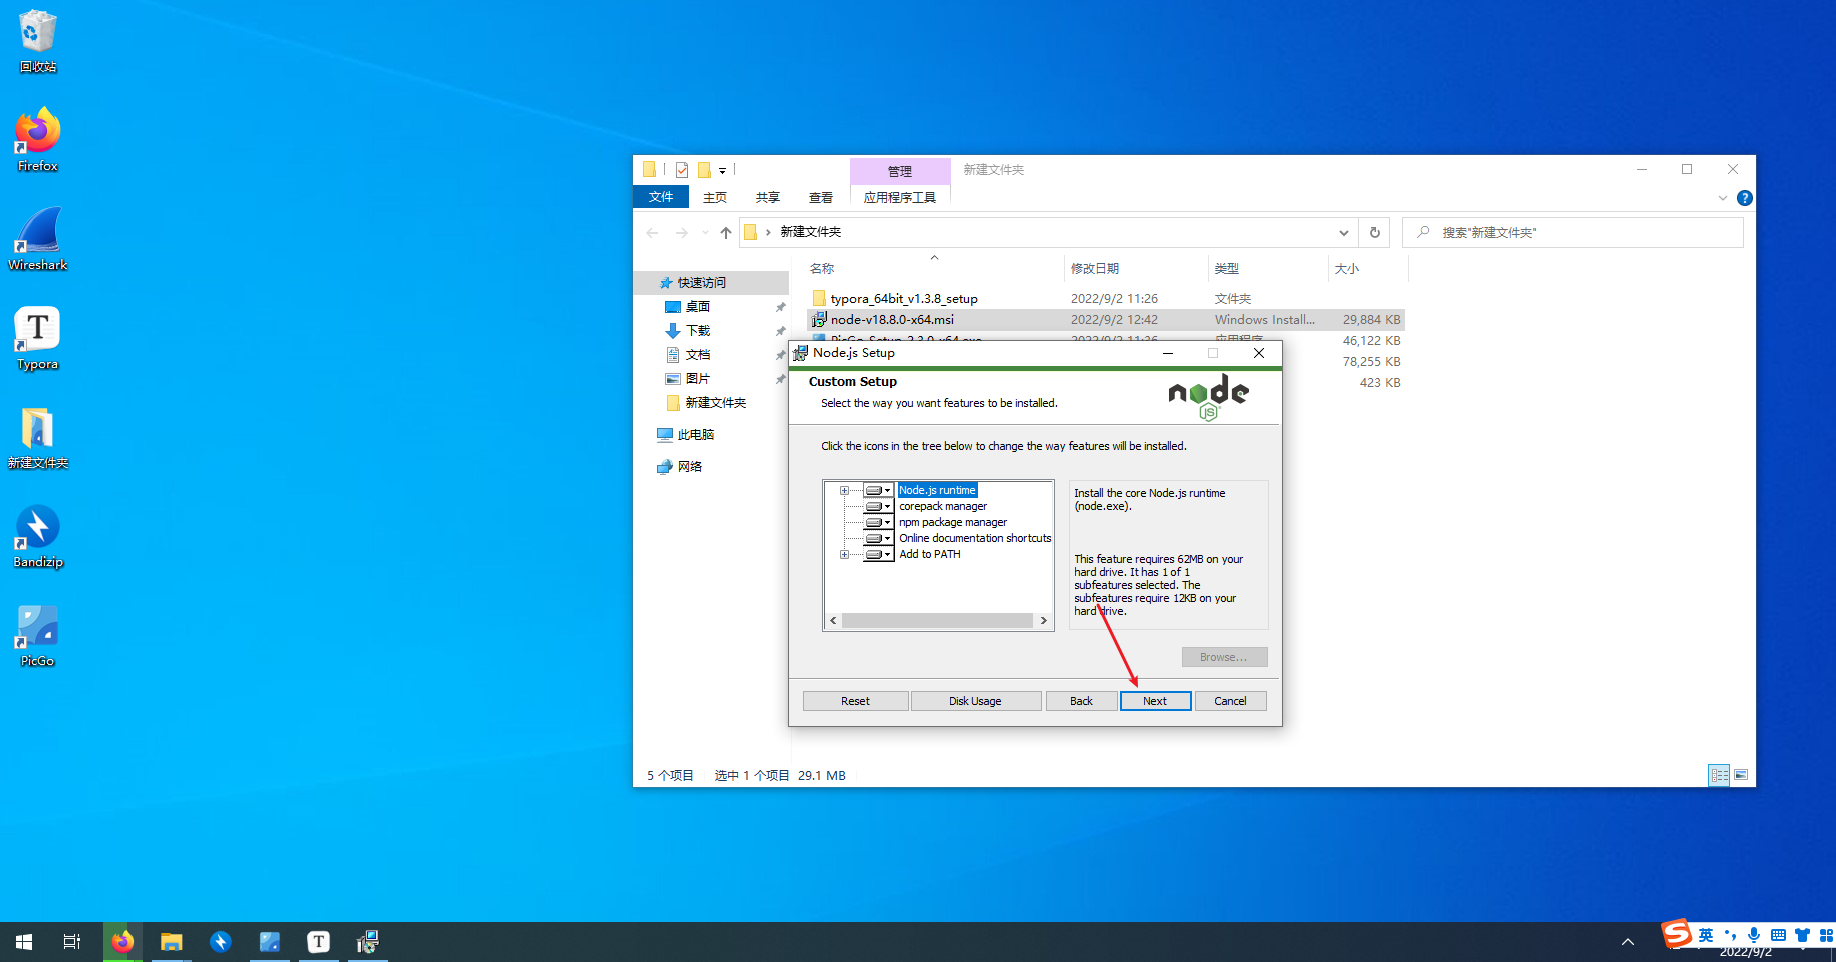 回收站
Firefox
Wireshark
Typora
新建文件夹
Bandizip
PicGo
管理
新建文件夹
文件
主页
共享
查看
应用程序工具
新建文件夹
搜索"新建文件夹"
名称
修改日期
类型
大小
快速访问
桌面
下载
文档
图片
新建文件夹
此电脑
网络
typora_64bit_v1.3.8_setup
2022/9/2 11:26
文件夹
node-v18.8.0-x64.msi
2022/9/2 12:42
Windows Install...
29,884 KB
46,122 KB
78,255 KB
423 KB
Node.js Setup
Custom Setup
Select the way you want features to be installed.
node
JS
Click the icons in the tree below to change the way features will be installed.
Node.js runtime
corepack manager
npm package manager
Online documentation shortcuts
Add to PATH
Install the core Node.js runtime
(node.exe).
This feature requires 62MB on your
hard drive. It has 1 of 1
subfeatures selected. The
subfeatures require 12KB on your
hard drive.
Browse...
Reset
Disk Usage
Back
Next
Cancel
5 个项目
选中 1 个项目
29.1 MB
英
2022/9/2